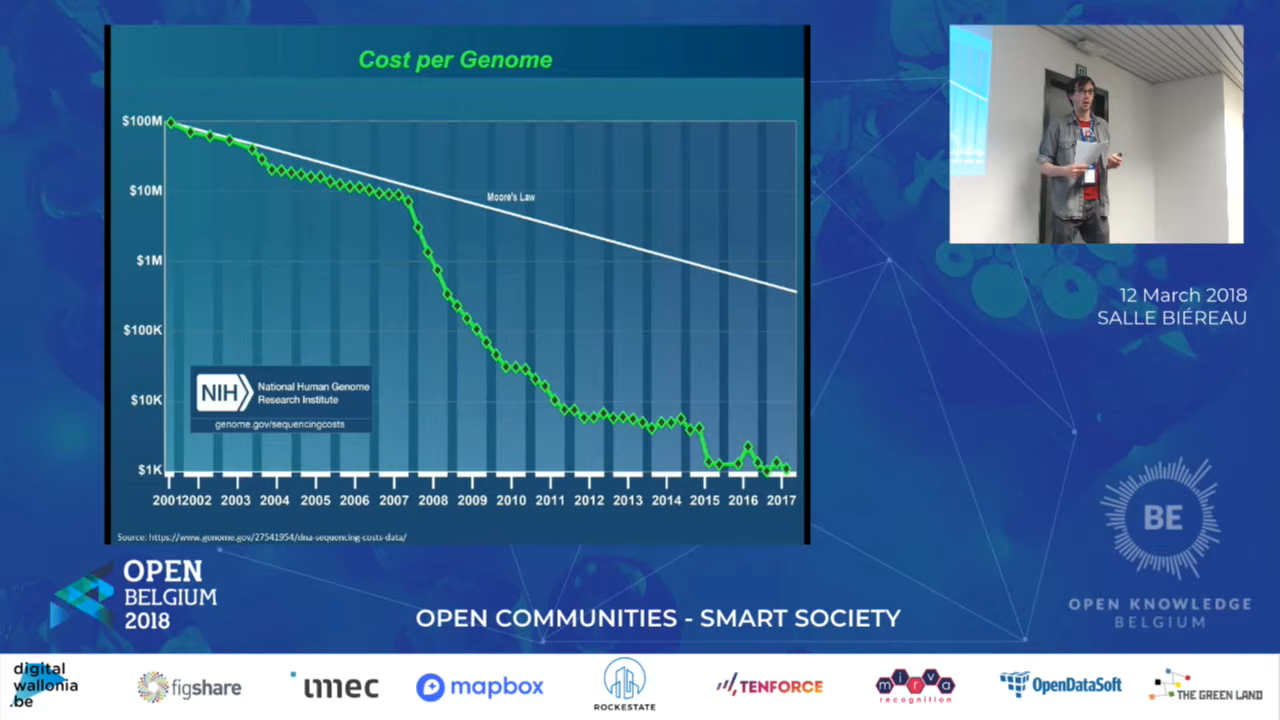 Cost per Genome
$100M
$10M
$1M
$100K
$10K
$1K
Moore's Law
NIH
National Human Genome
Research Institute
genome.gov/sequencingcosts
2001 2002 2003 2004 2005 2006 2007 2008 2009 2010 2011 2012 2013 2014 2015 2016 2017
Source: https://www.genome.gov/27541954/dna-sequencing-costs-data/
12 March 2018
SALLE BIÉREAU
OPEN
BELGIUM
2018
OPEN COMMUNITIES - SMART SOCIETY
BE
OPEN KNOWLEDGE
BELGIUM
digital
wallonia
.be
figshare
imec
mapbox
ROCKESTATE
TENFORCE
mirva
recognition
OpenDataSoft
THE GREEN LAND